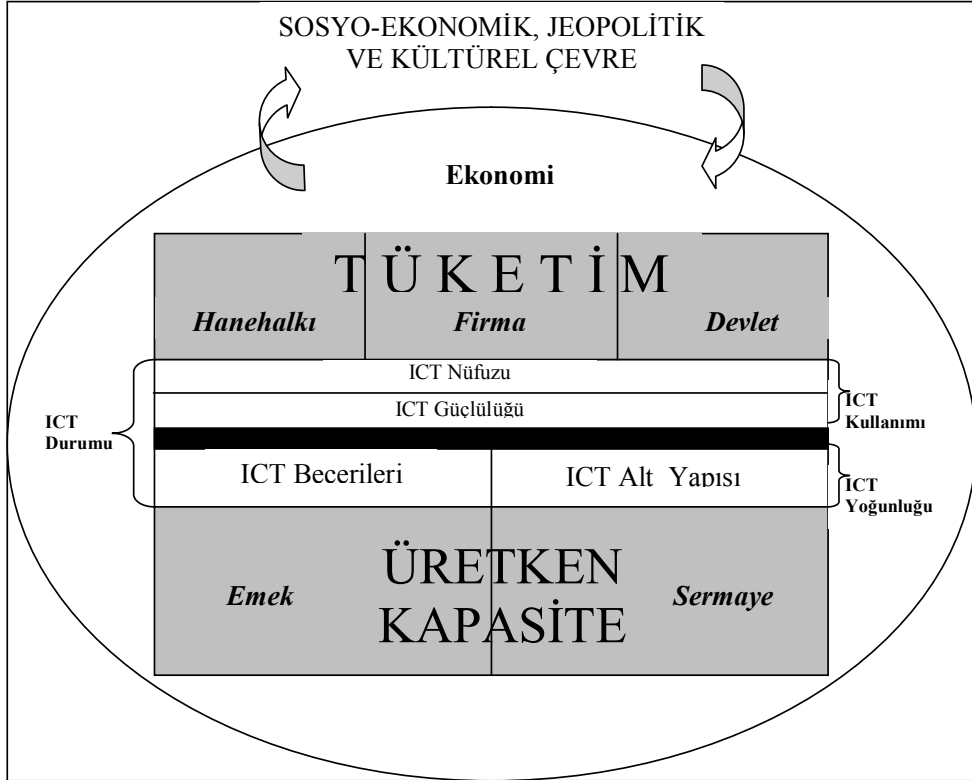 SOSYO-EKONOMİK, JEOPOLİTİK
VE KÜLTÜREL ÇEVRE
Ekonomi
T Ü K E T İ M
Hanehalkı
Firma
Devlet
ICT Nüfuzu
ICT Güçlülüğü
ICT
Durumu
ICT
Kullanımı
ICT Becerileri
ICT Alt Yapısı
ICT
Yoğunluğu
ÜRETKEN
KAPASİTE
Emek
Sermaye